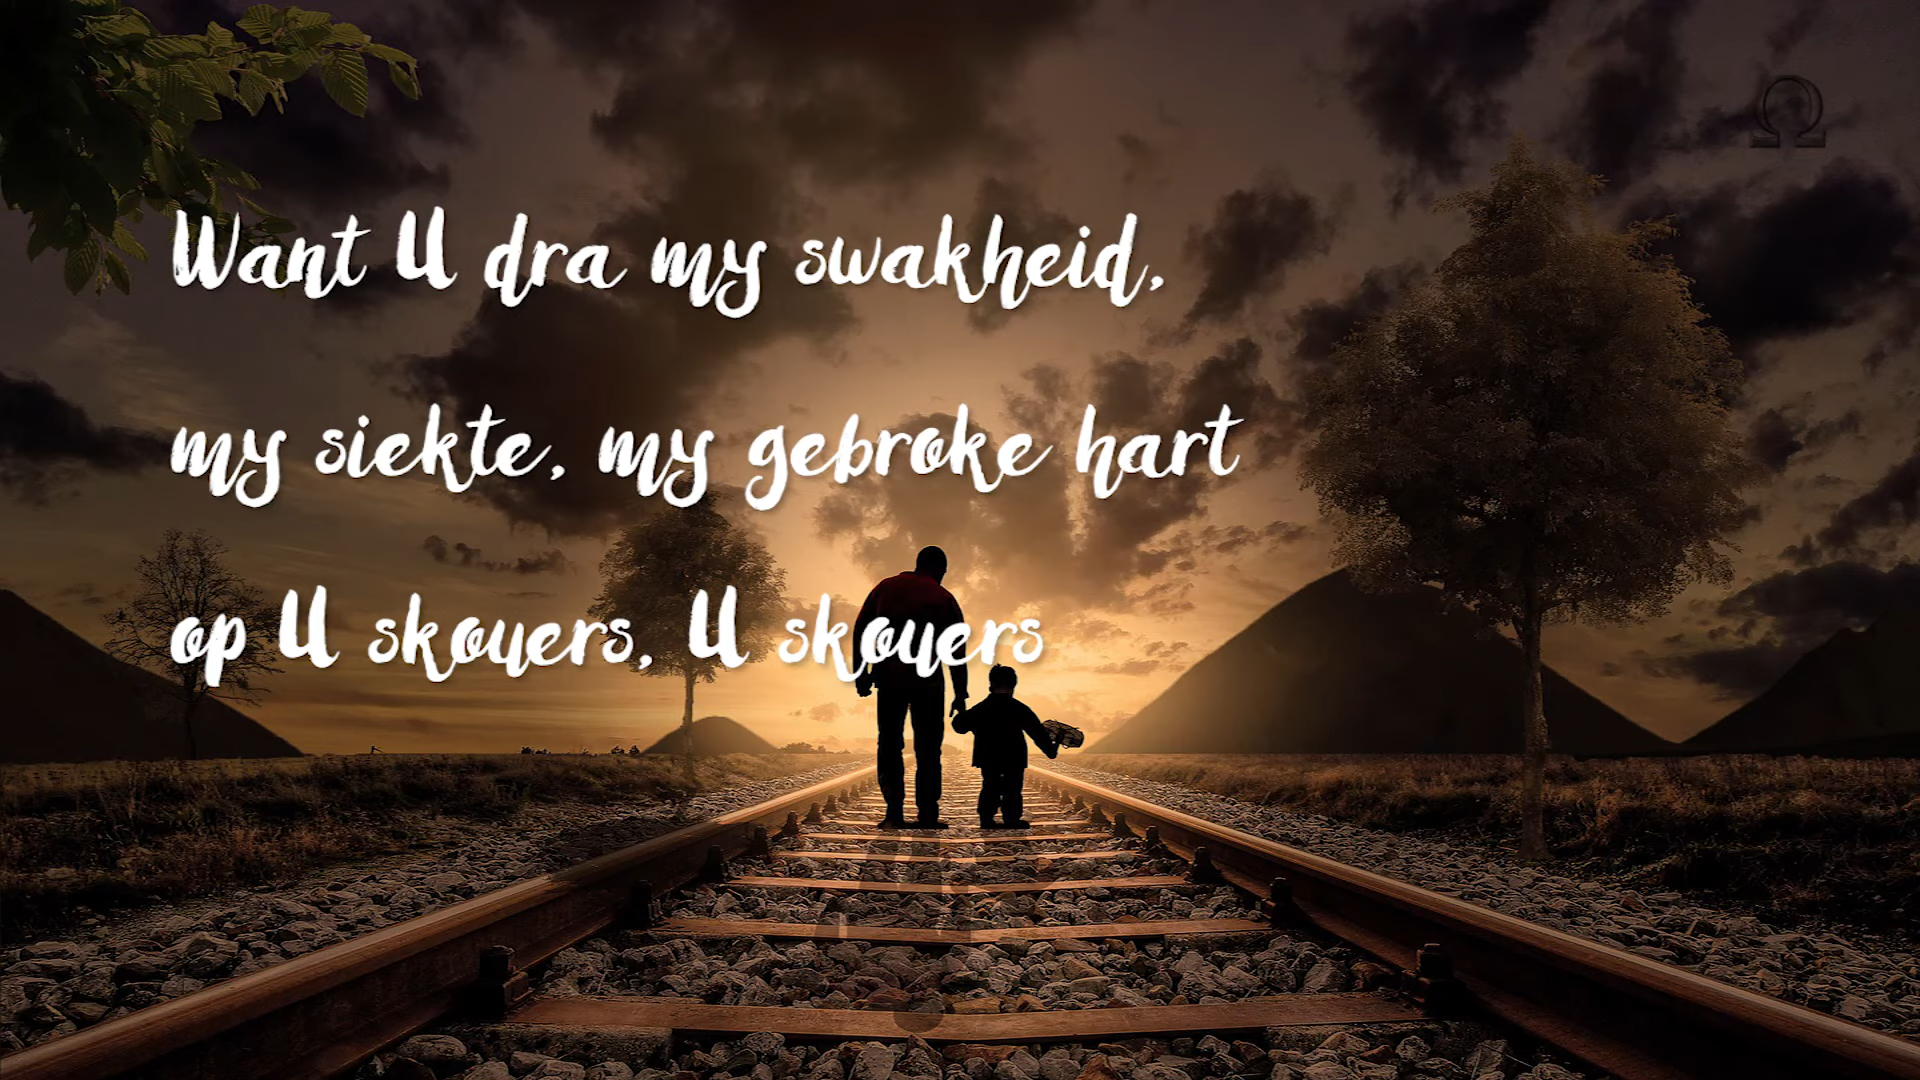 Want U dra my swakheid,
my siekte, my gebroke hart
op U skouers, U skouers
Ω